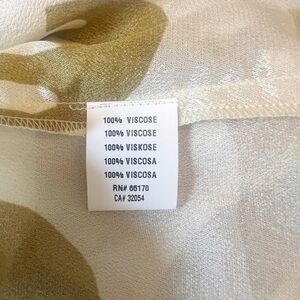 100% VISCOSE
100% VISCOSE
100% VISKOSE
100% VISCOSA
100% VISCOSA
RN# 66170
CA# 32054